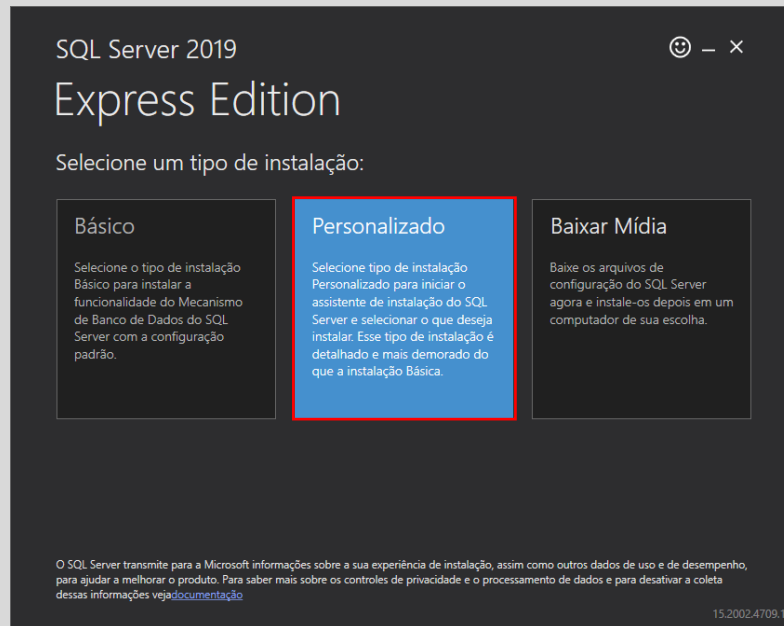 SQL Server 2019
Express Edition
Selecione um tipo de instalação:
Básico
Selecione o tipo de instalação
Básico para instalar a
funcionalidade do Mecanismo
de Banco de Dados do SQL
Server com a configuração
padrão.
Personalizado
Selecione tipo de instalação
Personalizado para iniciar o
assistente de instalação do SQL
Server e selecionar o que deseja
instalar. Esse tipo de instalação é
detalhado e mais demorado do
que a instalação Básica.
Baixar Mídia
Baixe os arquivos de
configuração do SQL Server
agora e instale-os depois em um
computador de sua escolha.
O SQL Server transmite para a Microsoft informações sobre a sua experiência de instalação, assim como outros dados de uso e de desempenho,
para ajudar a melhorar o produto. Para saber mais sobre os controles de privacidade e o processamento de dados e para desativar a coleta
dessas informações vejadocumentação
15.2002.4709.1